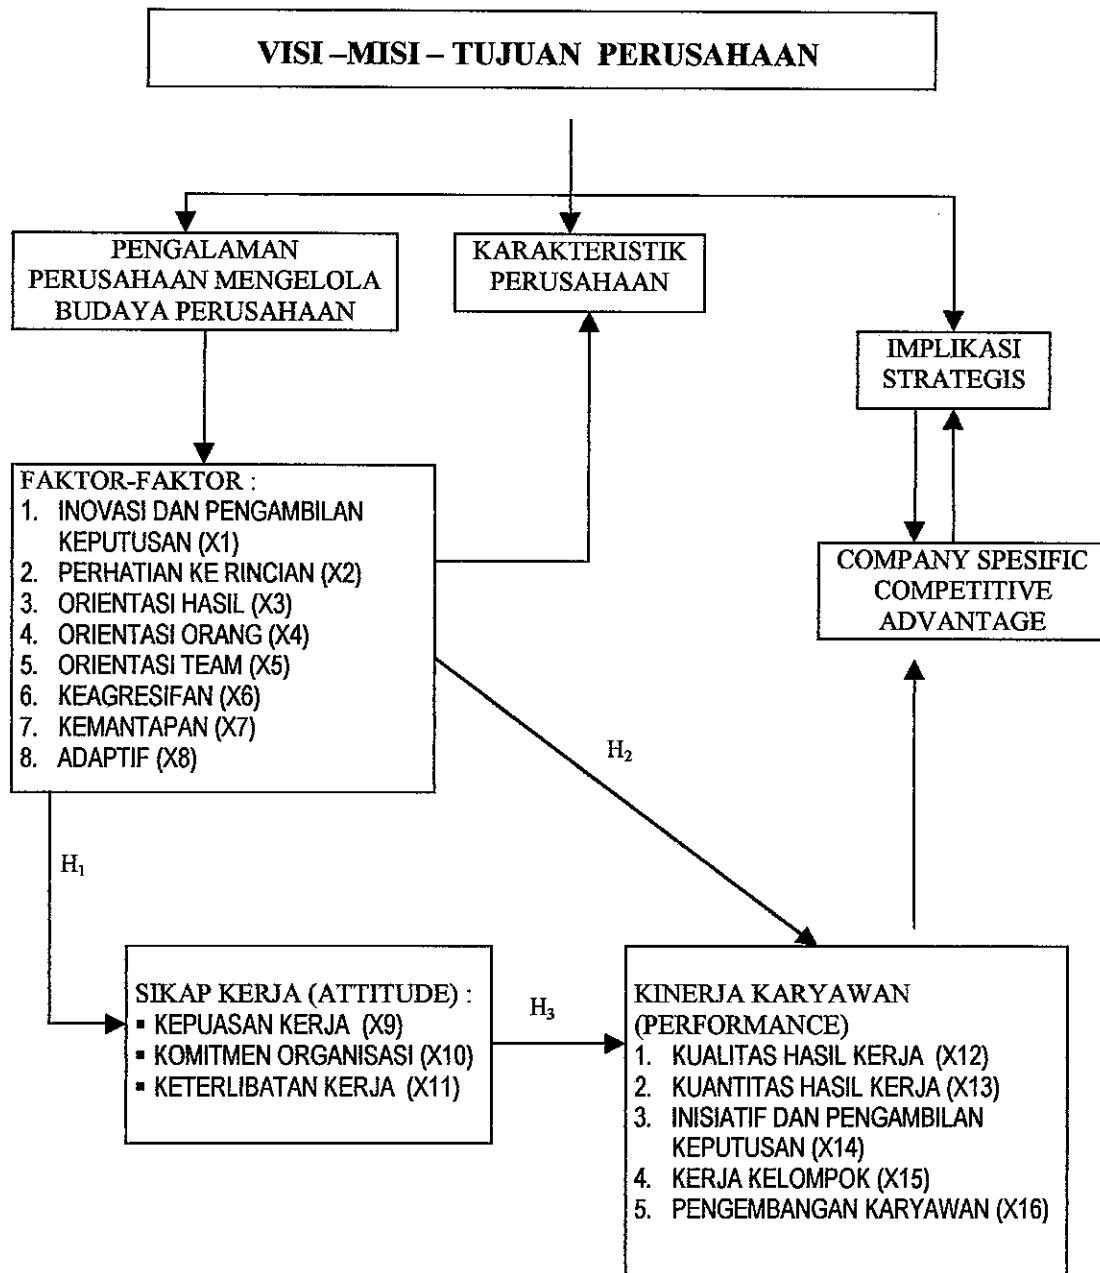 VISI –MISI – TUJUAN PERUSAHAAN
PENGALAMAN
PERUSAHAAN MENGELOLA
BUDAYA PERUSAHAAN
KARAKTERISTIK
PERUSAHAAN
IMPLIKASI
STRATEGIS
FAKTOR-FAKTOR :
1. INOVASI DAN PENGAMBILAN
KEPUTUSAN (X1)
2. PERHATIAN KE RINCIAN (X2)
3. ORIENTASI HASIL (X3)
4. ORIENTASI ORANG (X4)
5. ORIENTASI TEAM (X5)
6. KEAGRESIFAN (X6)
7. KEMANTAPAN (X7)
8. ADAPTIF (X8)
COMPANY SPESIFIC
COMPETITIVE
ADVANTAGE
H₂
H₁
SIKAP KERJA (ATTITUDE) :
▪ KEPUASAN KERJA (X9)
▪ KOMITMEN ORGANISASI (X10)
▪ KETERLIBATAN KERJA (X11)
H₃
KINERJA KARYAWAN
(PERFORMANCE)
1. KUALITAS HASIL KERJA (X12)
2. KUANTITAS HASIL KERJA (X13)
3. INISIATIF DAN PENGAMBILAN
KEPUTUSAN (X14)
4. KERJA KELOMPOK (X15)
5. PENGEMBANGAN KARYAWAN (X16)